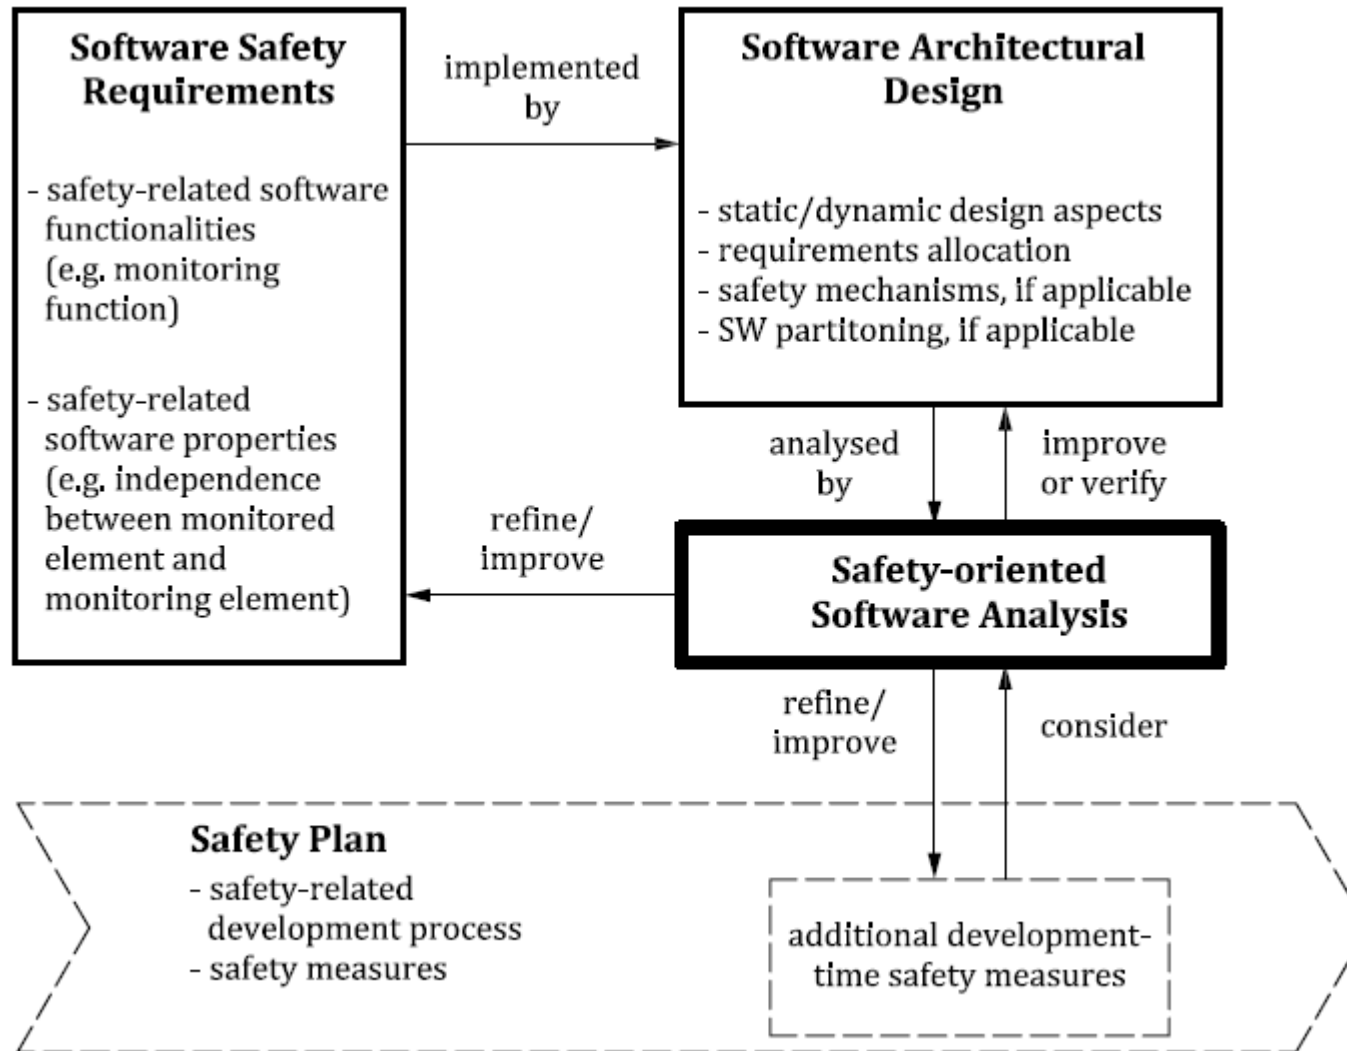 Software Safety
Requirements
- safety-related software
functionalities
(e.g. monitoring
function)
- safety-related
software properties
(e.g. independence
between monitored
element and
monitoring element)
implemented
by
Software Architectural
Design
- static/dynamic design aspects
- requirements allocation
- safety mechanisms, if applicable
- SW partitoning, if applicable
analysed
by
improve
or verify
refine/
improve
Safety-oriented
Software Analysis
refine/
improve
consider
Safety Plan
- safety-related
development process
- safety measures
additional development-
time safety measures